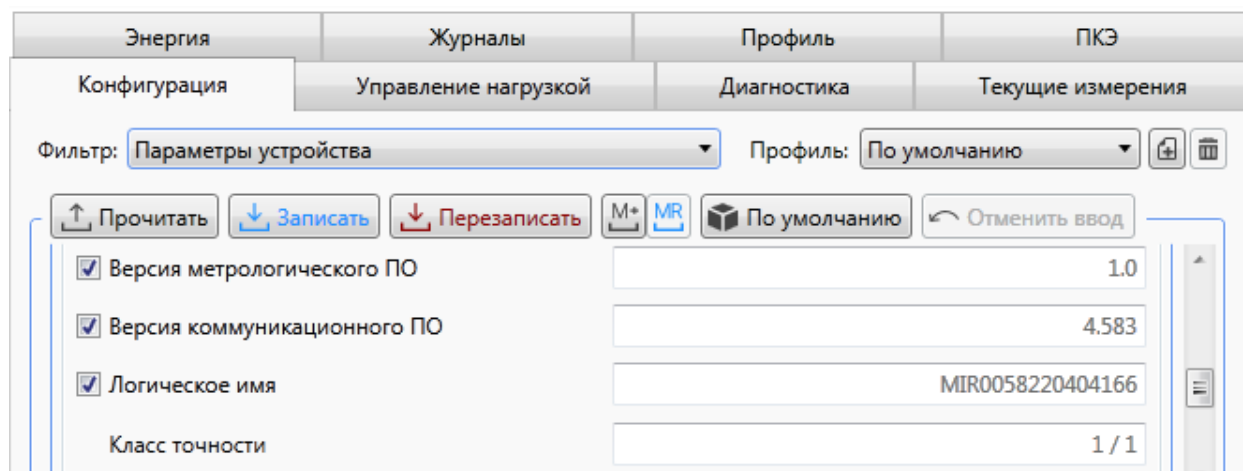 Энергия Журналы Профиль ПКЭ
Конфигурация Управление нагрузкой Диагностика Текущие измерения
Фильтр: Параметры устройства Профиль: По умолчанию
Прочитать Записать Перезаписать M+ MR По умолчанию Отменить ввод
Версия метрологического ПО 1.0
Версия коммуникационного ПО 4.583
Логическое имя MIR0058220404166
Класс точности 1 / 1